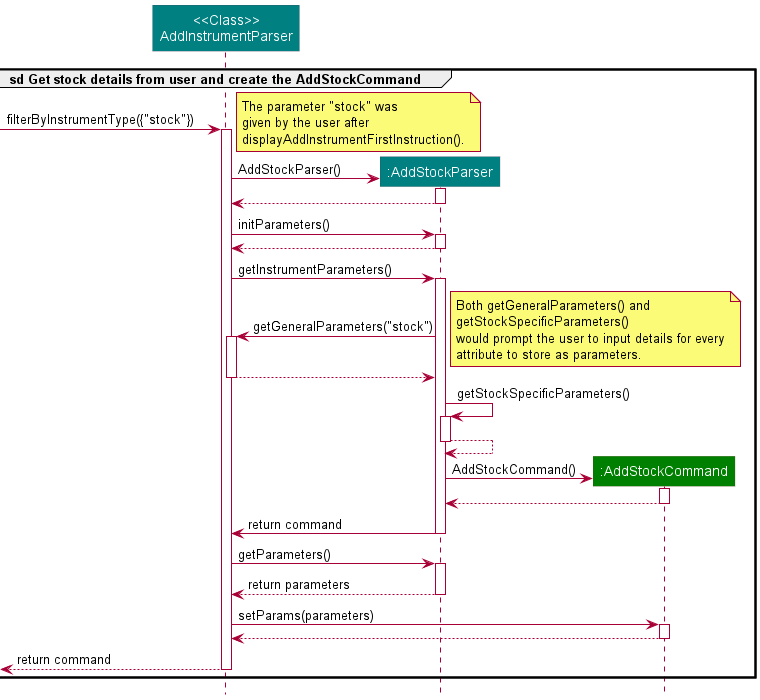 <<Class>>
AddInstrumentParser
sd Get stock details from user and create the AddStockCommand
filterByInstrumentType({"stock"})
The parameter "stock" was
given by the user after
displayAddInstrumentFirstInstruction().
AddStockParser()
:AddStockParser
initParameters()
getInstrumentParameters()
Both getGeneralParameters() and
getStockSpecificParameters()
would prompt the user to input details for every
attribute to store as parameters.
getGeneralParameters("stock")
getStockSpecificParameters()
AddStockCommand()
:AddStockCommand
return command
getParameters()
return parameters
setParams(parameters)
return command